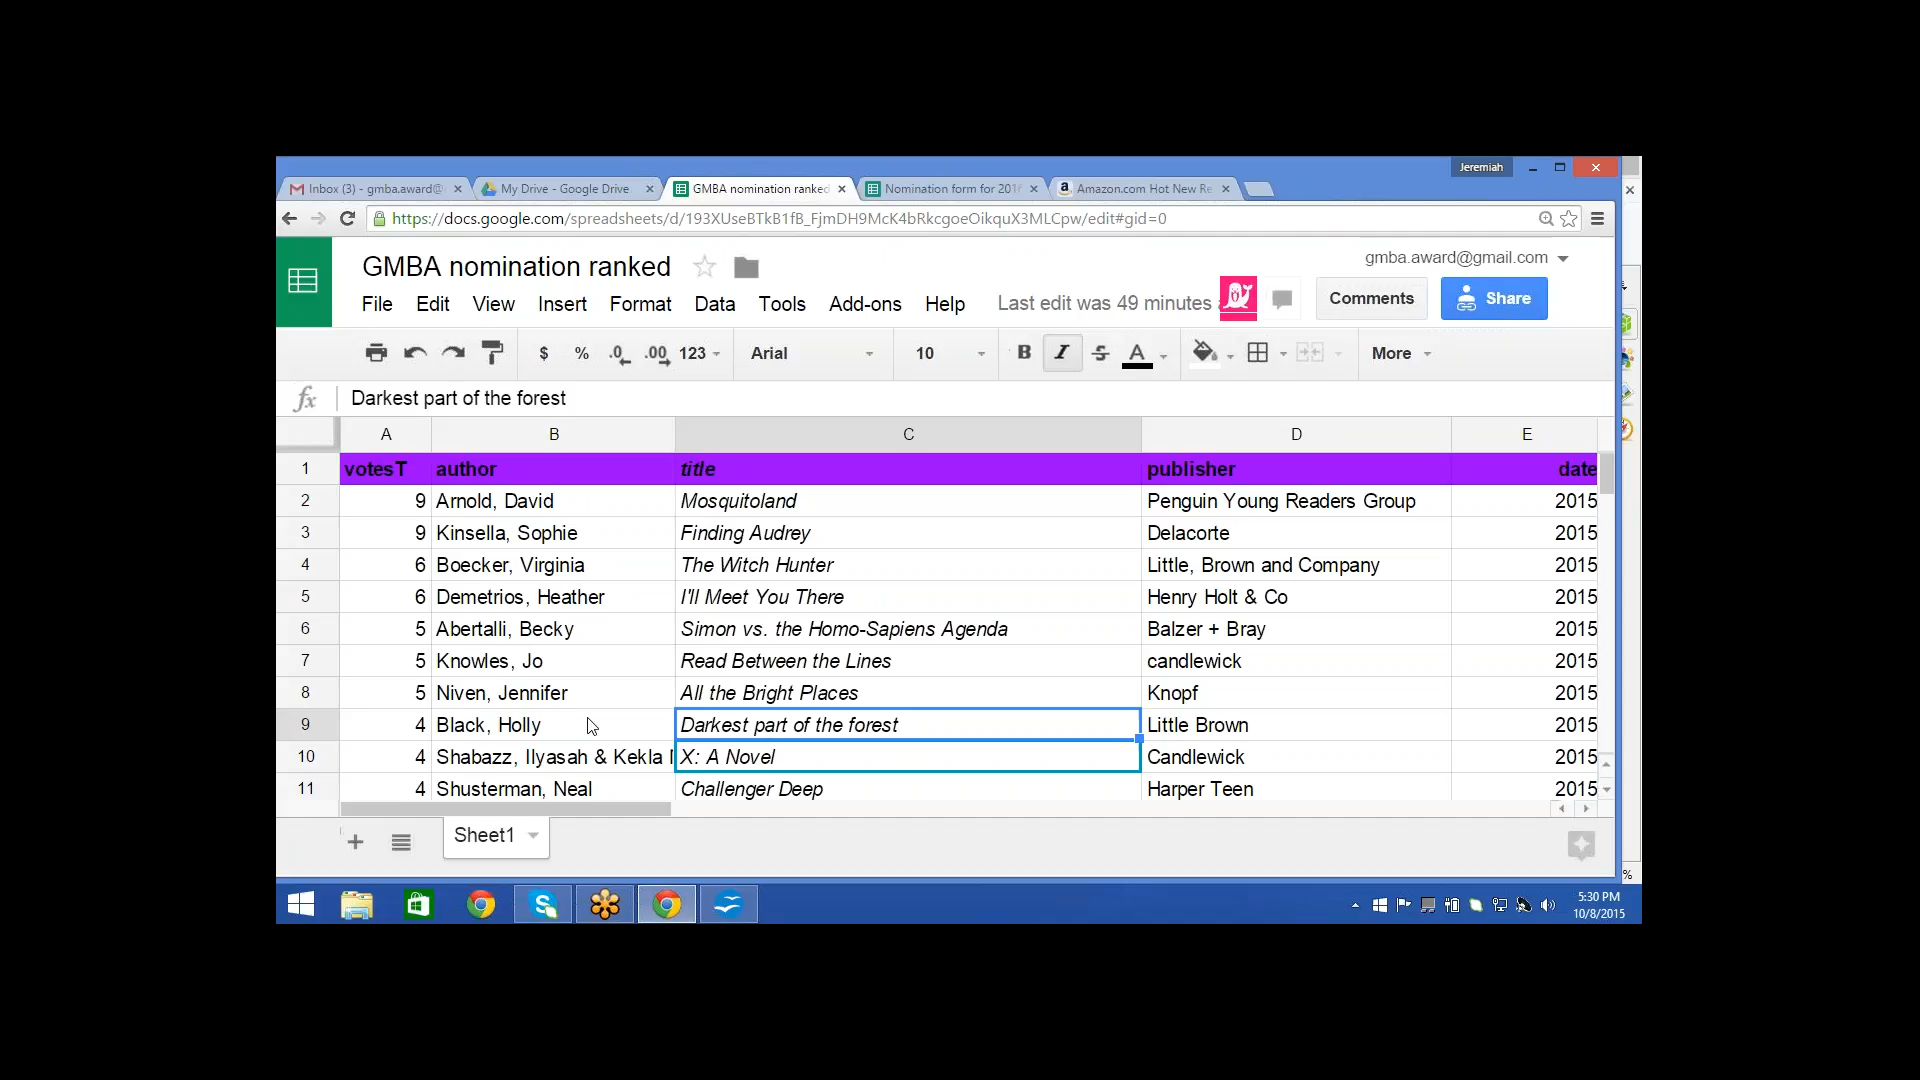 Jeremiah
Inbox (3) - gmba.award@
My Drive - Google Drive
GMBA nomination ranked
Nomination form for 201
Amazon.com Hot New Re
https://docs.google.com/spreadsheets/d/193XUseBTkB1fB_FjmDH9McK4bRkcgoeOikquX3MLCpw/edit#gid=0
GMBA nomination ranked
gmba.award@gmail.com
File Edit View Insert Format Data Tools Add-ons Help Last edit was 49 minutes
Comments Share
$ % .0 .00 123 Arial 10 B I S A More
fx Darkest part of the forest
A B C D E
1 votesT author title publisher date
2 9 Arnold, David Mosquitoland Penguin Young Readers Group 2015
3 9 Kinsella, Sophie Finding Audrey Delacorte 2015
4 6 Boecker, Virginia The Witch Hunter Little, Brown and Company 2015
5 6 Demetrios, Heather I'll Meet You There Henry Holt & Co 2015
6 5 Abertalli, Becky Simon vs. the Homo-Sapiens Agenda Balzer + Bray 2015
7 5 Knowles, Jo Read Between the Lines candlewick 2015
8 5 Niven, Jennifer All the Bright Places Knopf 2015
9 4 Black, Holly Darkest part of the forest Little Brown 2015
10 4 Shabazz, Ilyasah & Kekla X: A Novel Candlewick 2015
11 4 Shusterman, Neal Challenger Deep Harper Teen 2015
Sheet1
%
5:30 PM
10/8/2015